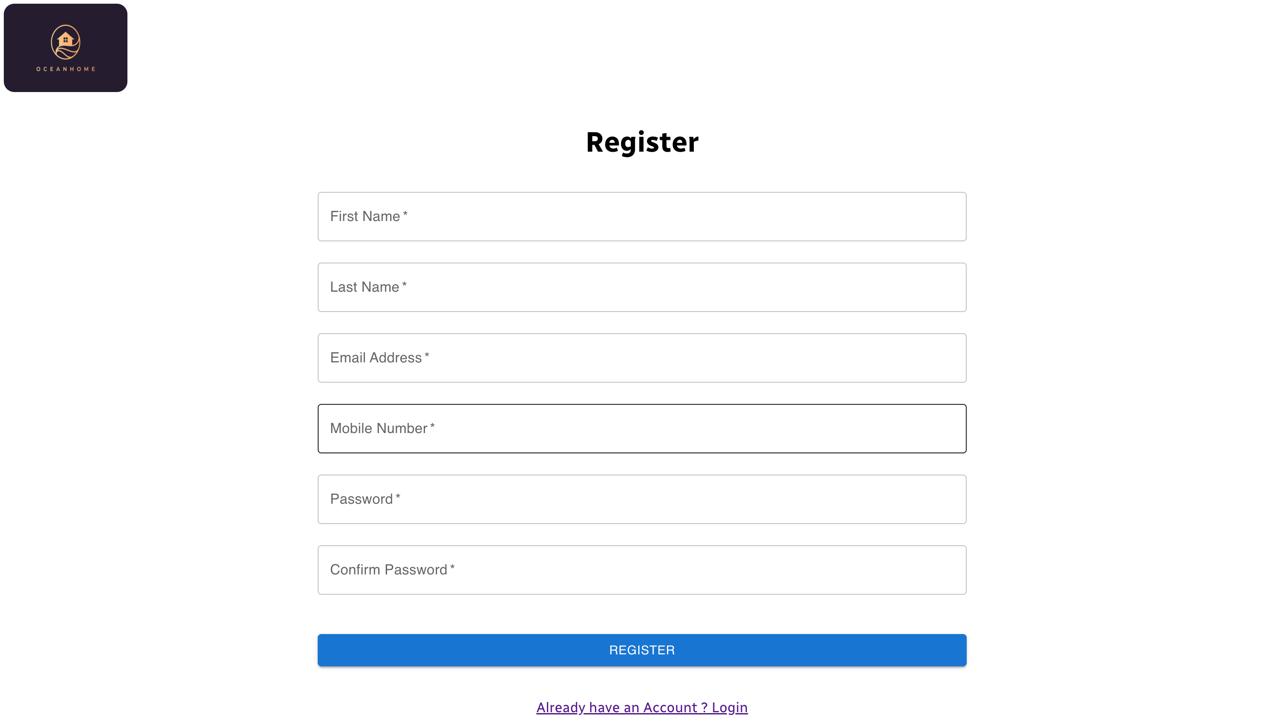 OCEANHOME
Register
First Name *
Last Name *
Email Address *
Mobile Number *
Password *
Confirm Password *
REGISTER
Already have an Account ? Login